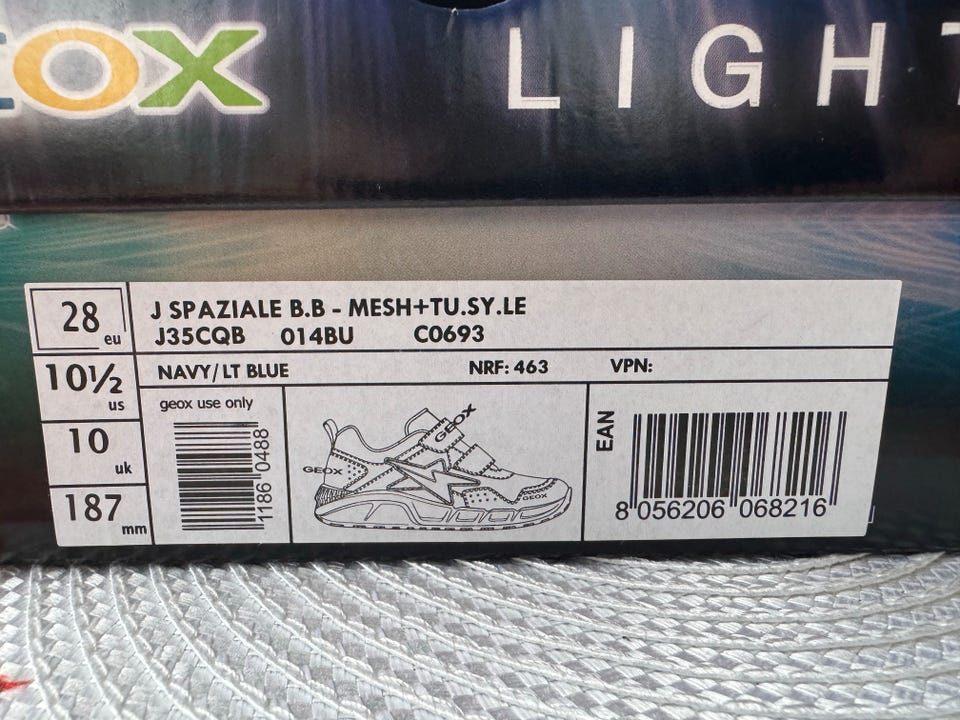 GEOX LIGHT
28 eu
J SPAZIALE B.B - MESH+TU.SY.LE
J35CQB 014BU C0693
10½ us
NAVY/LT BLUE NRF: 463 VPN:
10 uk
187 mm
geox use only
1186 0488
GEOX
GEOX
GEOX
EAN
8 056206 068216